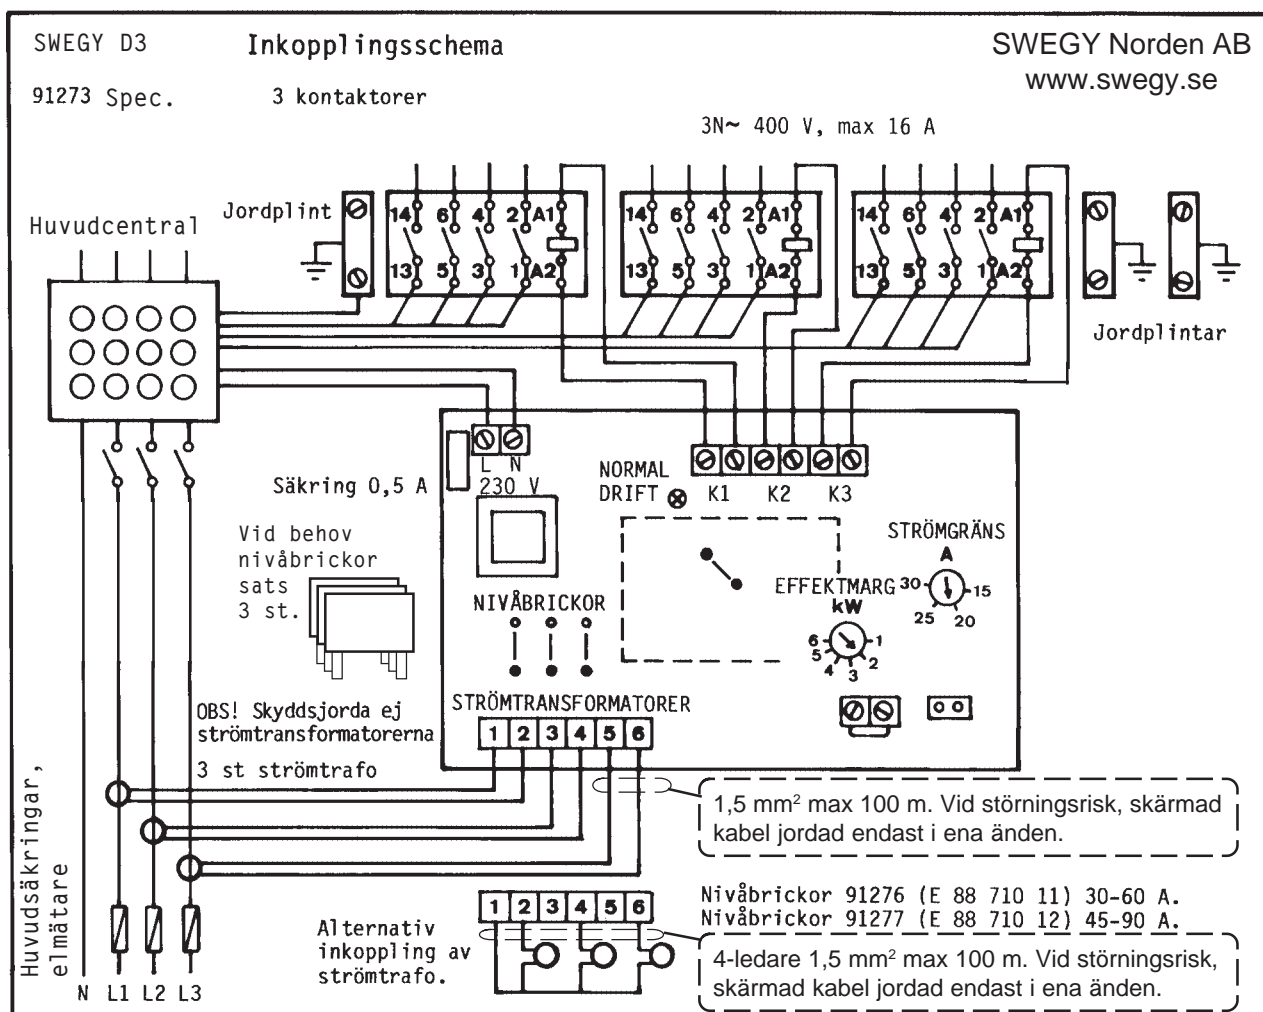 SWEGY D3
Inkopplingsschema
SWEGY Norden AB
www.swegy.se
91273 Spec.
3 kontaktorer
3N~ 400 V, max 16 A
Jordplint
Huvudcentral
14 6 4 2 A1
13 5 3 1 A2
14 6 4 2 A1
13 5 3 1 A2
14 6 4 2 A1
13 5 3 1 A2
Jordplintar
L N
230 V
Säkring 0,5 A
NORMAL
DRIFT
K1 K2 K3
Vid behov
nivåbrickor
sats
3 st.
NIVÅBRICKOR
STRÖMGRÄNS
A
30 15
25 20
EFFEKTMARG
kW
6 1
5 2
4 3
STRÖMTRANSFORMATORER
1 2 3 4 5 6
OBS! Skyddsjorda ej
strömtransformatorerna
3 st strömtrafo
1,5 mm² max 100 m. Vid störningsrisk, skärmad
kabel jordad endast i ena änden.
Huvudsäkringar,
elmätare
N L1 L2 L3
Nivåbrickor 91276 (E 88 710 11) 30-60 A.
Nivåbrickor 91277 (E 88 710 12) 45-90 A.
1 2 3 4 5 6
Alternativ
inkoppling av
strömtrafo.
4-ledare 1,5 mm² max 100 m. Vid störningsrisk,
skärmad kabel jordad endast i ena änden.